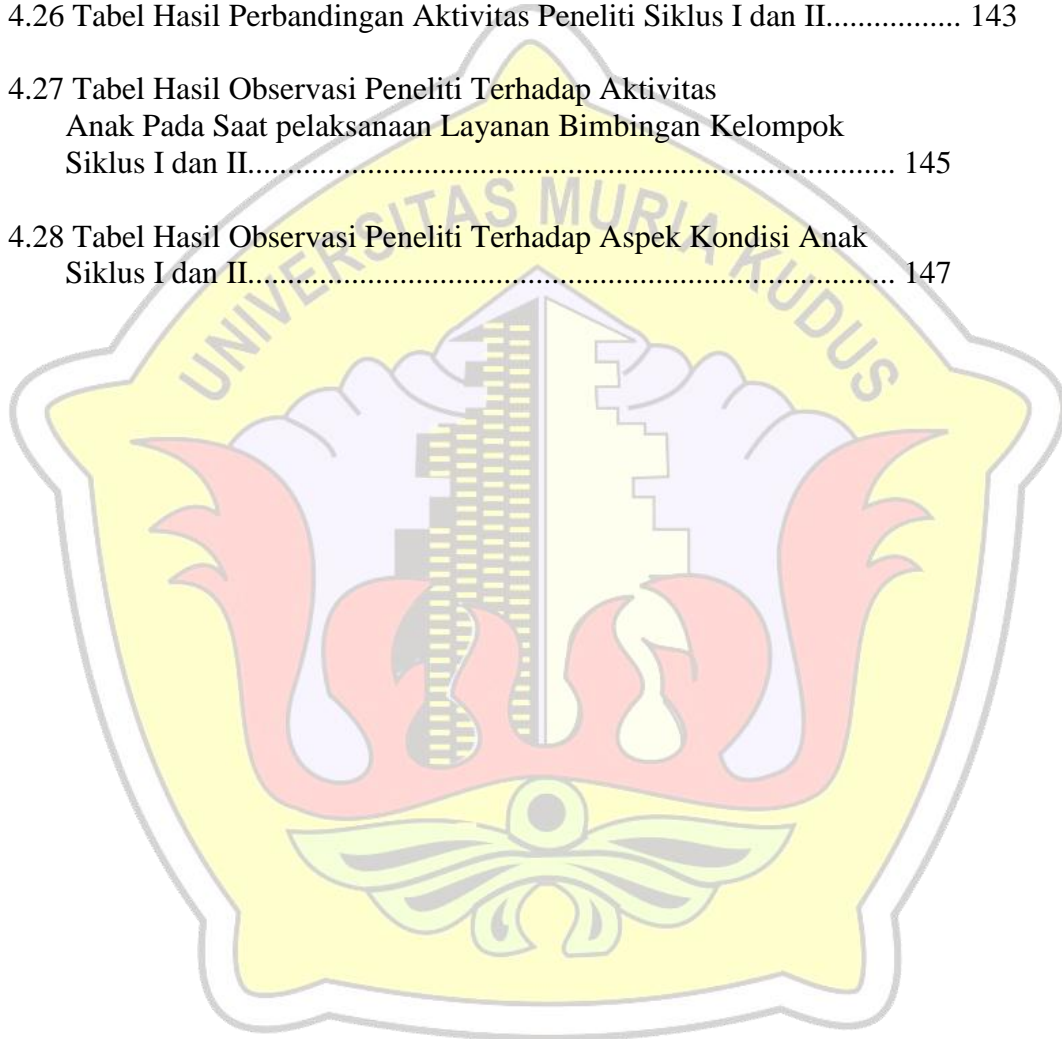 4.26 Tabel Hasil Perbandingan Aktivitas Peneliti Siklus I dan II................. 143
4.27 Tabel Hasil Observasi Peneliti Terhadap Aktivitas
Anak Pada Saat pelaksanaan Layanan Bimbingan Kelompok
Siklus I dan II............................................................................... 145
4.28 Tabel Hasil Observasi Peneliti Terhadap Aspek Kondisi Anak
Siklus I dan II............................................................................... 147
UNIVERSITAS MURIA KUDUS